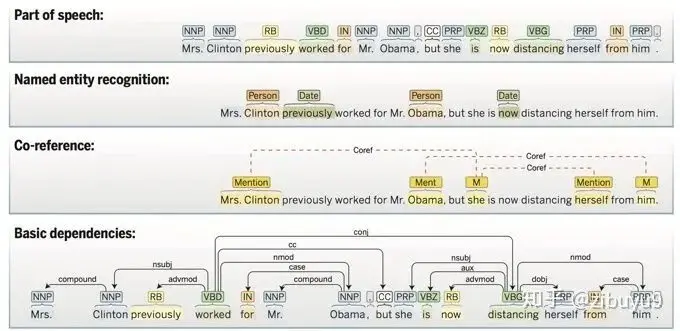 Part of speech:
NNP NNP RB VBD IN NNP NNP , CC PRP VBZ RB VBG PRP IN PRP .
Mrs. Clinton previously worked for Mr. Obama, but she is now distancing herself from him .
Named entity recognition:
Person Date Person Date
Mrs. Clinton previously worked for Mr. Obama, but she is now distancing herself from him.
Co-reference:
Coref
Coref
Coref
Mention Ment M Mention M
Mrs. Clinton previously worked for Mr. Obama, but she is now distancing herself from him.
Basic dependencies:
conj
cc
nmod nsubj nmod
nsubj case aux
compound advmod compound advmod dobj case
NNP NNP RB VBD IN NNP NNP , CC PRP VBZ RB VBG PRP IN PRP
Mrs. Clinton previously worked for Mr. Obama , but she is now distancing herself from him .
知乎 @zibuyu9